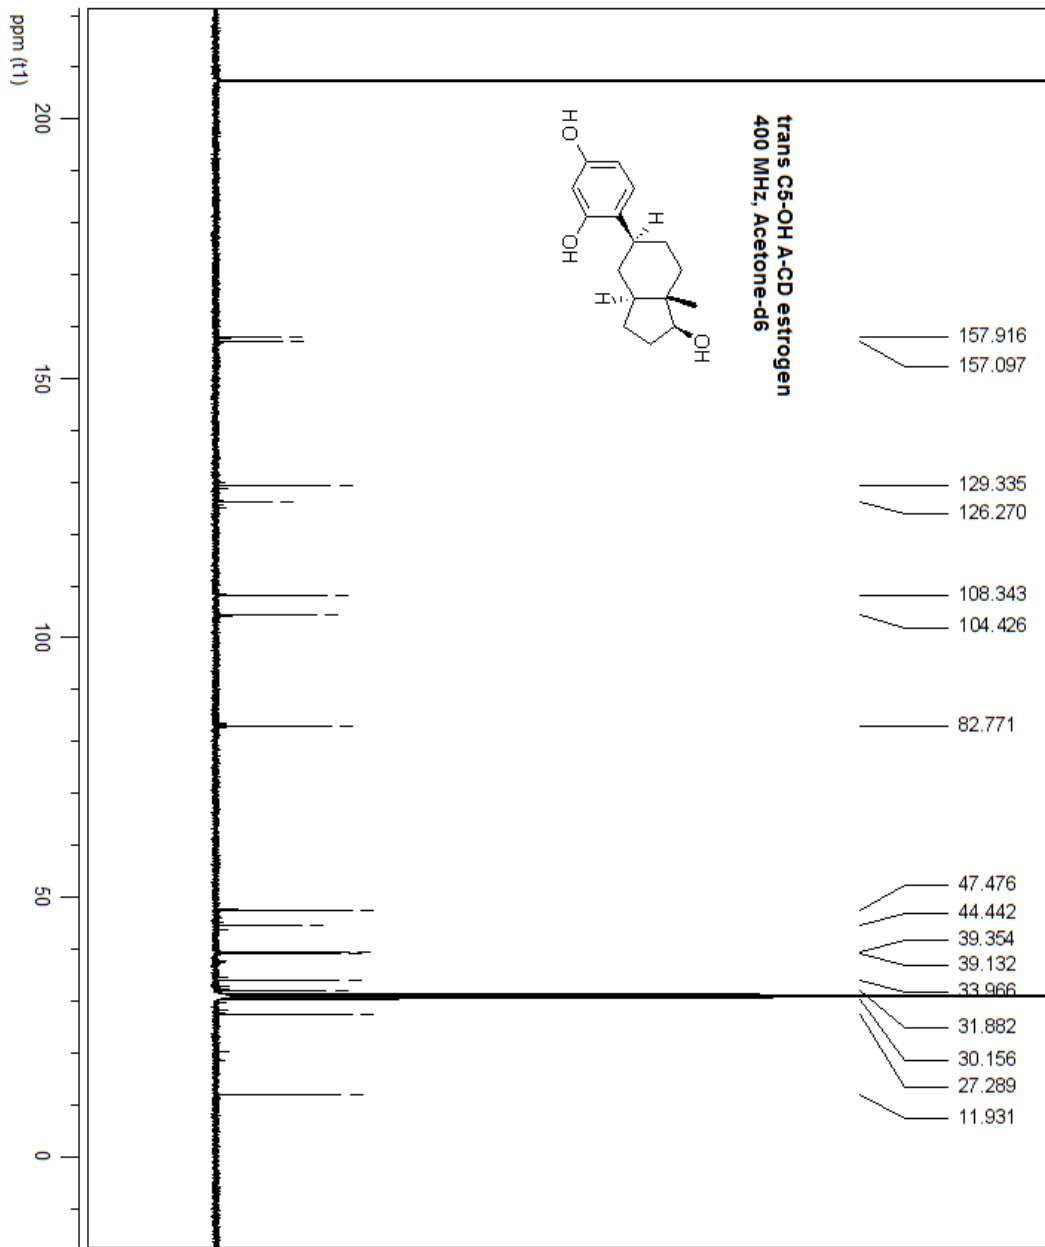 trans C5-OH A-CD estrogen
400 MHz, Acetone-d6
HO
OH
H
H
OH
157.916
157.097
129.335
126.270
108.343
104.426
82.771
47.476
44.442
39.354
39.132
33.966
31.882
30.156
27.289
11.931
200
150
100
50
0
ppm (t1)